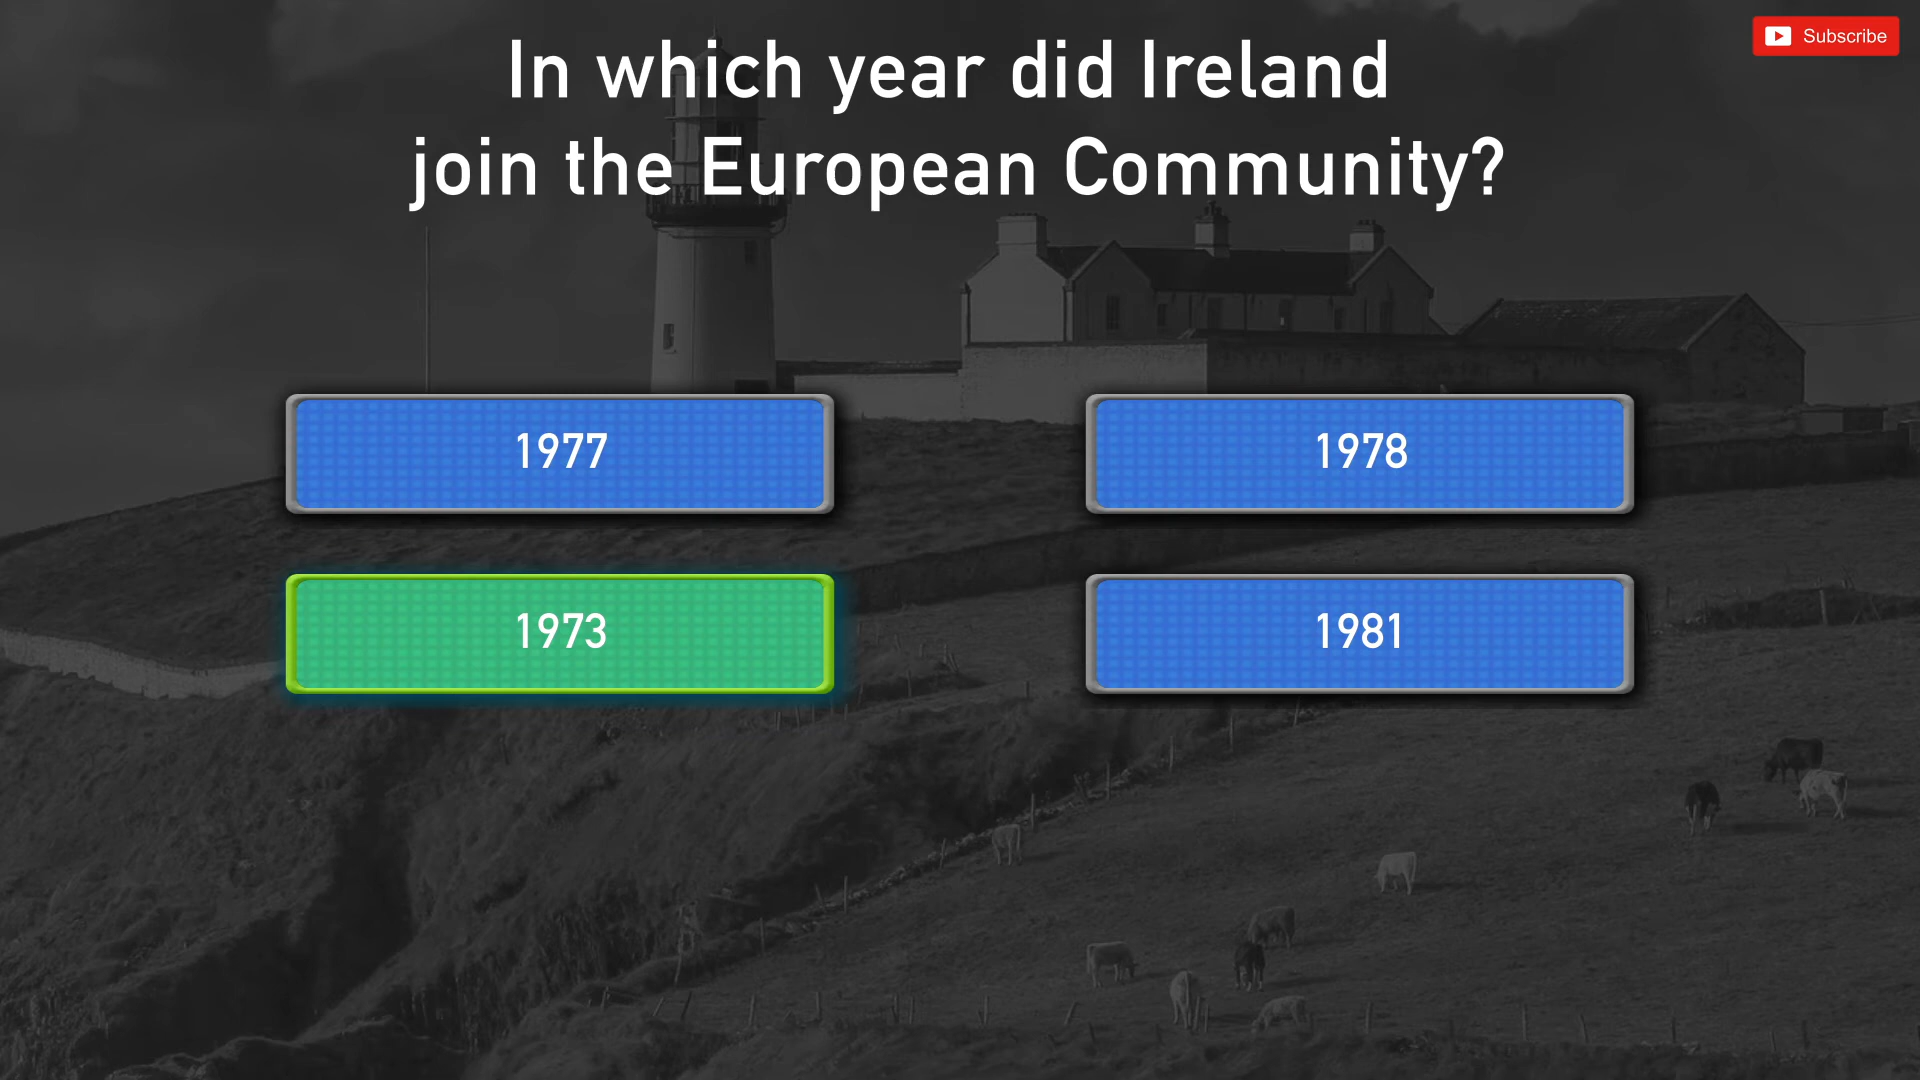 In which year did Ireland
join the European Community?
Subscribe
1977
1978
1973
1981